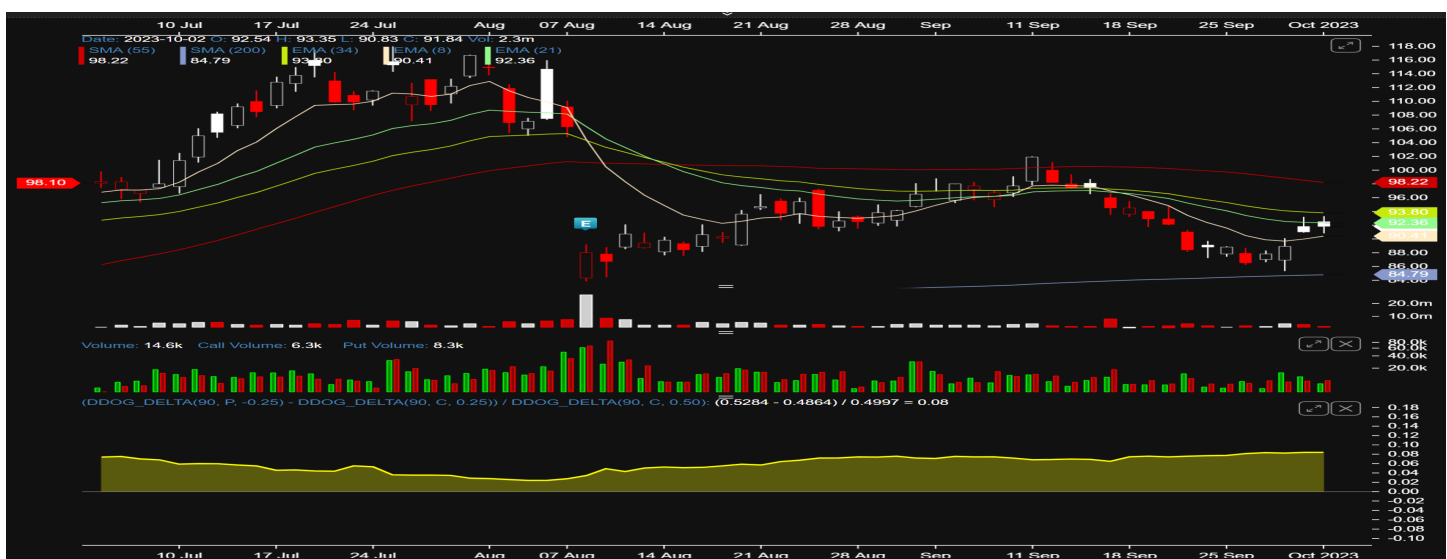 10 Jul 17 Jul 24 Jul Aug 07 Aug 14 Aug 21 Aug 28 Aug Sep 11 Sep 18 Sep 25 Sep Oct 2023
Date: 2023-10-02 O: 92.54 H: 93.35 L: 90.83 C: 91.84 Vol: 2.3m
SMA (55) SMA (200) EMA (34) EMA (8) EMA (21)
98.22 84.79 93.80 90.41 92.36
118.00
116.00
114.00
112.00
110.00
108.00
106.00
104.00
102.00
100.00
98.10 98.22
96.00
93.80
92.36
90.41
88.00
86.00
84.79
84.00
E
20.0m
10.0m
Volume: 14.6k Call Volume: 6.3k Put Volume: 8.3k
80.0k
60.0k
40.0k
20.0k
(DDOG_DELTA(90, P, -0.25) - DDOG_DELTA(90, C, 0.25)) / DDOG_DELTA(90, C, 0.50): (0.5284 - 0.4864) / 0.4997 = 0.08
0.18
0.16
0.14
0.12
0.10
0.08
0.06
0.04
0.02
0.00
-0.02
-0.04
-0.06
-0.08
-0.10
10 Jul 17 Jul 24 Jul Aug 07 Aug 14 Aug 21 Aug 28 Aug Sep 11 Sep 18 Sep 25 Sep Oct 2023